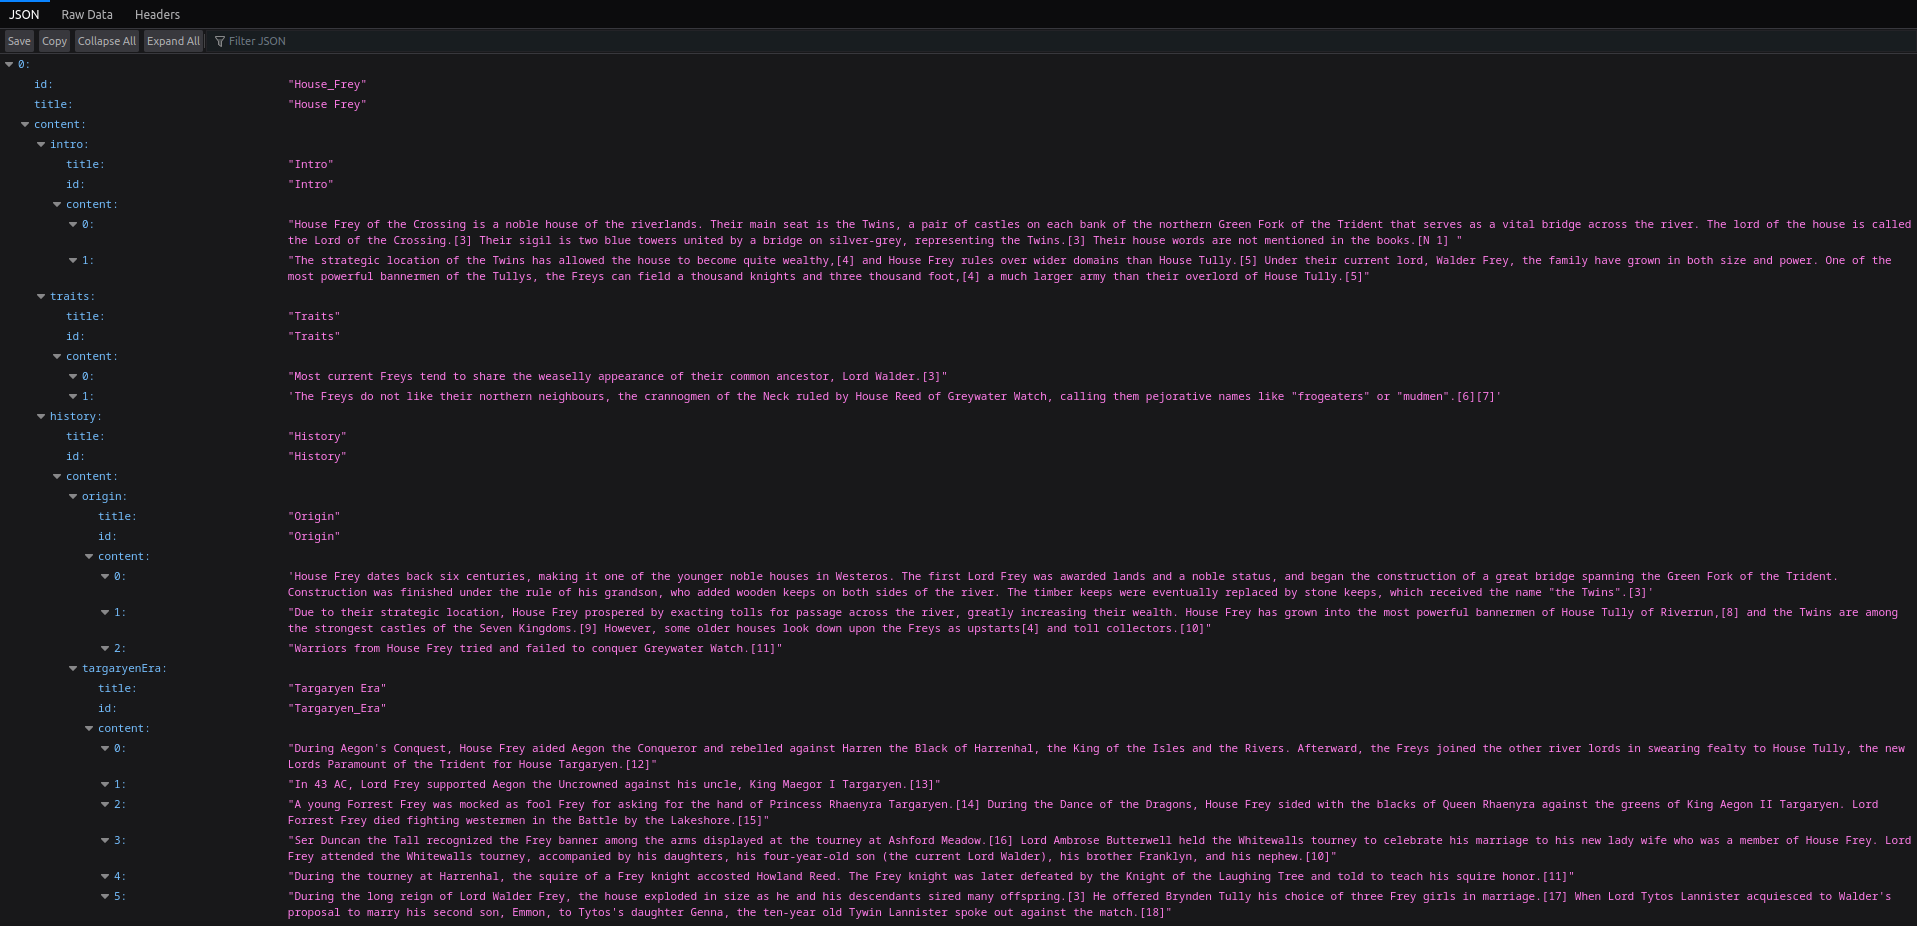 JSON Raw Data Headers
Save Copy Collapse All Expand All Filter JSON
0:
id: "House_Frey"
title: "House Frey"
content:
intro:
title: "Intro"
id: "Intro"
content:
0: "House Frey of the Crossing is a noble house of the riverlands. Their main seat is the Twins, a pair of castles on each bank of the northern Green Fork of the Trident that serves as a vital bridge across the river. The lord of the house is called
the Lord of the Crossing.[3] Their sigil is two blue towers united by a bridge on silver-grey, representing the Twins.[3] Their house words are not mentioned in the books.[N 1] "
1: "The strategic location of the Twins has allowed the house to become quite wealthy,[4] and House Frey rules over wider domains than House Tully.[5] Under their current lord, Walder Frey, the family have grown in both size and power. One of the
most powerful bannermen of the Tullys, the Freys can field a thousand knights and three thousand foot,[4] a much larger army than their overlord of House Tully.[5]"
traits:
title: "Traits"
id: "Traits"
content:
0: "Most current Freys tend to share the weaselly appearance of their common ancestor, Lord Walder.[3]"
1: 'The Freys do not like their northern neighbours, the crannogmen of the Neck ruled by House Reed of Greywater Watch, calling them pejorative names like "frogeaters" or "mudmen".[6][7]'
history:
title: "History"
id: "History"
content:
origin:
title: "Origin"
id: "Origin"
content:
0: 'House Frey dates back six centuries, making it one of the younger noble houses in Westeros. The first Lord Frey was awarded lands and a noble status, and began the construction of a great bridge spanning the Green Fork of the Trident.
Construction was finished under the rule of his grandson, who added wooden keeps on both sides of the river. The timber keeps were eventually replaced by stone keeps, which received the name "the Twins".[3]'
1: "Due to their strategic location, House Frey prospered by exacting tolls for passage across the river, greatly increasing their wealth. House Frey has grown into the most powerful bannermen of House Tully of Riverrun,[8] and the Twins are among
the strongest castles of the Seven Kingdoms.[9] However, some older houses look down upon the Freys as upstarts[4] and toll collectors.[10]"
2: "Warriors from House Frey tried and failed to conquer Greywater Watch.[11]"
targaryenEra:
title: "Targaryen Era"
id: "Targaryen_Era"
content:
0: "During Aegon's Conquest, House Frey aided Aegon the Conqueror and rebelled against Harren the Black of Harrenhal, the King of the Isles and the Rivers. Afterward, the Freys joined the other river lords in swearing fealty to House Tully, the new
Lords Paramount of the Trident for House Targaryen.[12]"
1: "In 43 AC, Lord Frey supported Aegon the Uncrowned against his uncle, King Maegor I Targaryen.[13]"
2: "A young Forrest Frey was mocked as fool Frey for asking for the hand of Princess Rhaenyra Targaryen.[14] During the Dance of the Dragons, House Frey sided with the blacks of Queen Rhaenyra against the greens of King Aegon II Targaryen. Lord
Forrest Frey died fighting westermen in the Battle by the Lakeshore.[15]"
3: "Ser Duncan the Tall recognized the Frey banner among the arms displayed at the tourney at Ashford Meadow.[16] Lord Ambrose Butterwell held the Whitewalls tourney to celebrate his marriage to his new lady wife who was a member of House Frey. Lord
Frey attended the Whitewalls tourney, accompanied by his daughters, his four-year-old son (the current Lord Walder), his brother Franklyn, and his nephew.[10]"
4: "During the tourney at Harrenhal, the squire of a Frey knight accosted Howland Reed. The Frey knight was later defeated by the Knight of the Laughing Tree and told to teach his squire honor.[11]"
5: "During the long reign of Lord Walder Frey, the house exploded in size as he and his descendants sired many offspring.[3] He offered Brynden Tully his choice of three Frey girls in marriage.[17] When Lord Tytos Lannister acquiesced to Walder's
proposal to marry his second son, Emmon, to Tytos's daughter Genna, the ten-year old Tywin Lannister spoke out against the match.[18]"